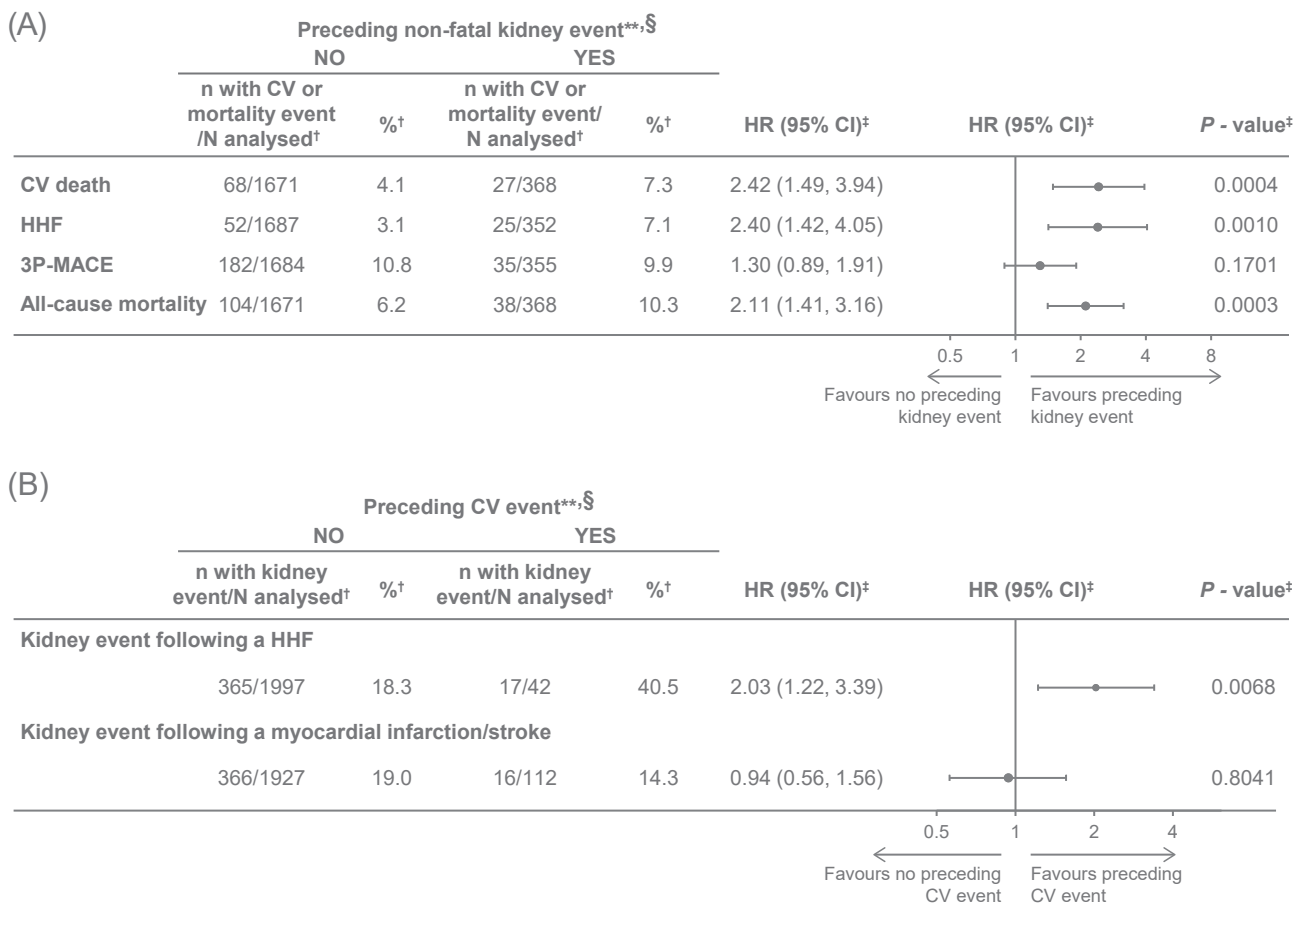 (A)
Preceding non-fatal kidney event**,§
NO YES
n with CV or mortality event /N analysed† %† n with CV or mortality event/ N analysed† %† HR (95% CI)‡ HR (95% CI)‡ P - value‡
CV death 68/1671 4.1 27/368 7.3 2.42 (1.49, 3.94) 0.0004
HHF 52/1687 3.1 25/352 7.1 2.40 (1.42, 4.05) 0.0010
3P-MACE 182/1684 10.8 35/355 9.9 1.30 (0.89, 1.91) 0.1701
All-cause mortality 104/1671 6.2 38/368 10.3 2.11 (1.41, 3.16) 0.0003
0.5 1 2 4 8
Favours no preceding kidney event Favours preceding kidney event
(B)
Preceding CV event**,§
NO YES
n with kidney event/N analysed† %† n with kidney event/N analysed† %† HR (95% CI)‡ HR (95% CI)‡ P - value‡
Kidney event following a HHF
365/1997 18.3 17/42 40.5 2.03 (1.22, 3.39) 0.0068
Kidney event following a myocardial infarction/stroke
366/1927 19.0 16/112 14.3 0.94 (0.56, 1.56) 0.8041
0.5 1 2 4
Favours no preceding CV event Favours preceding CV event